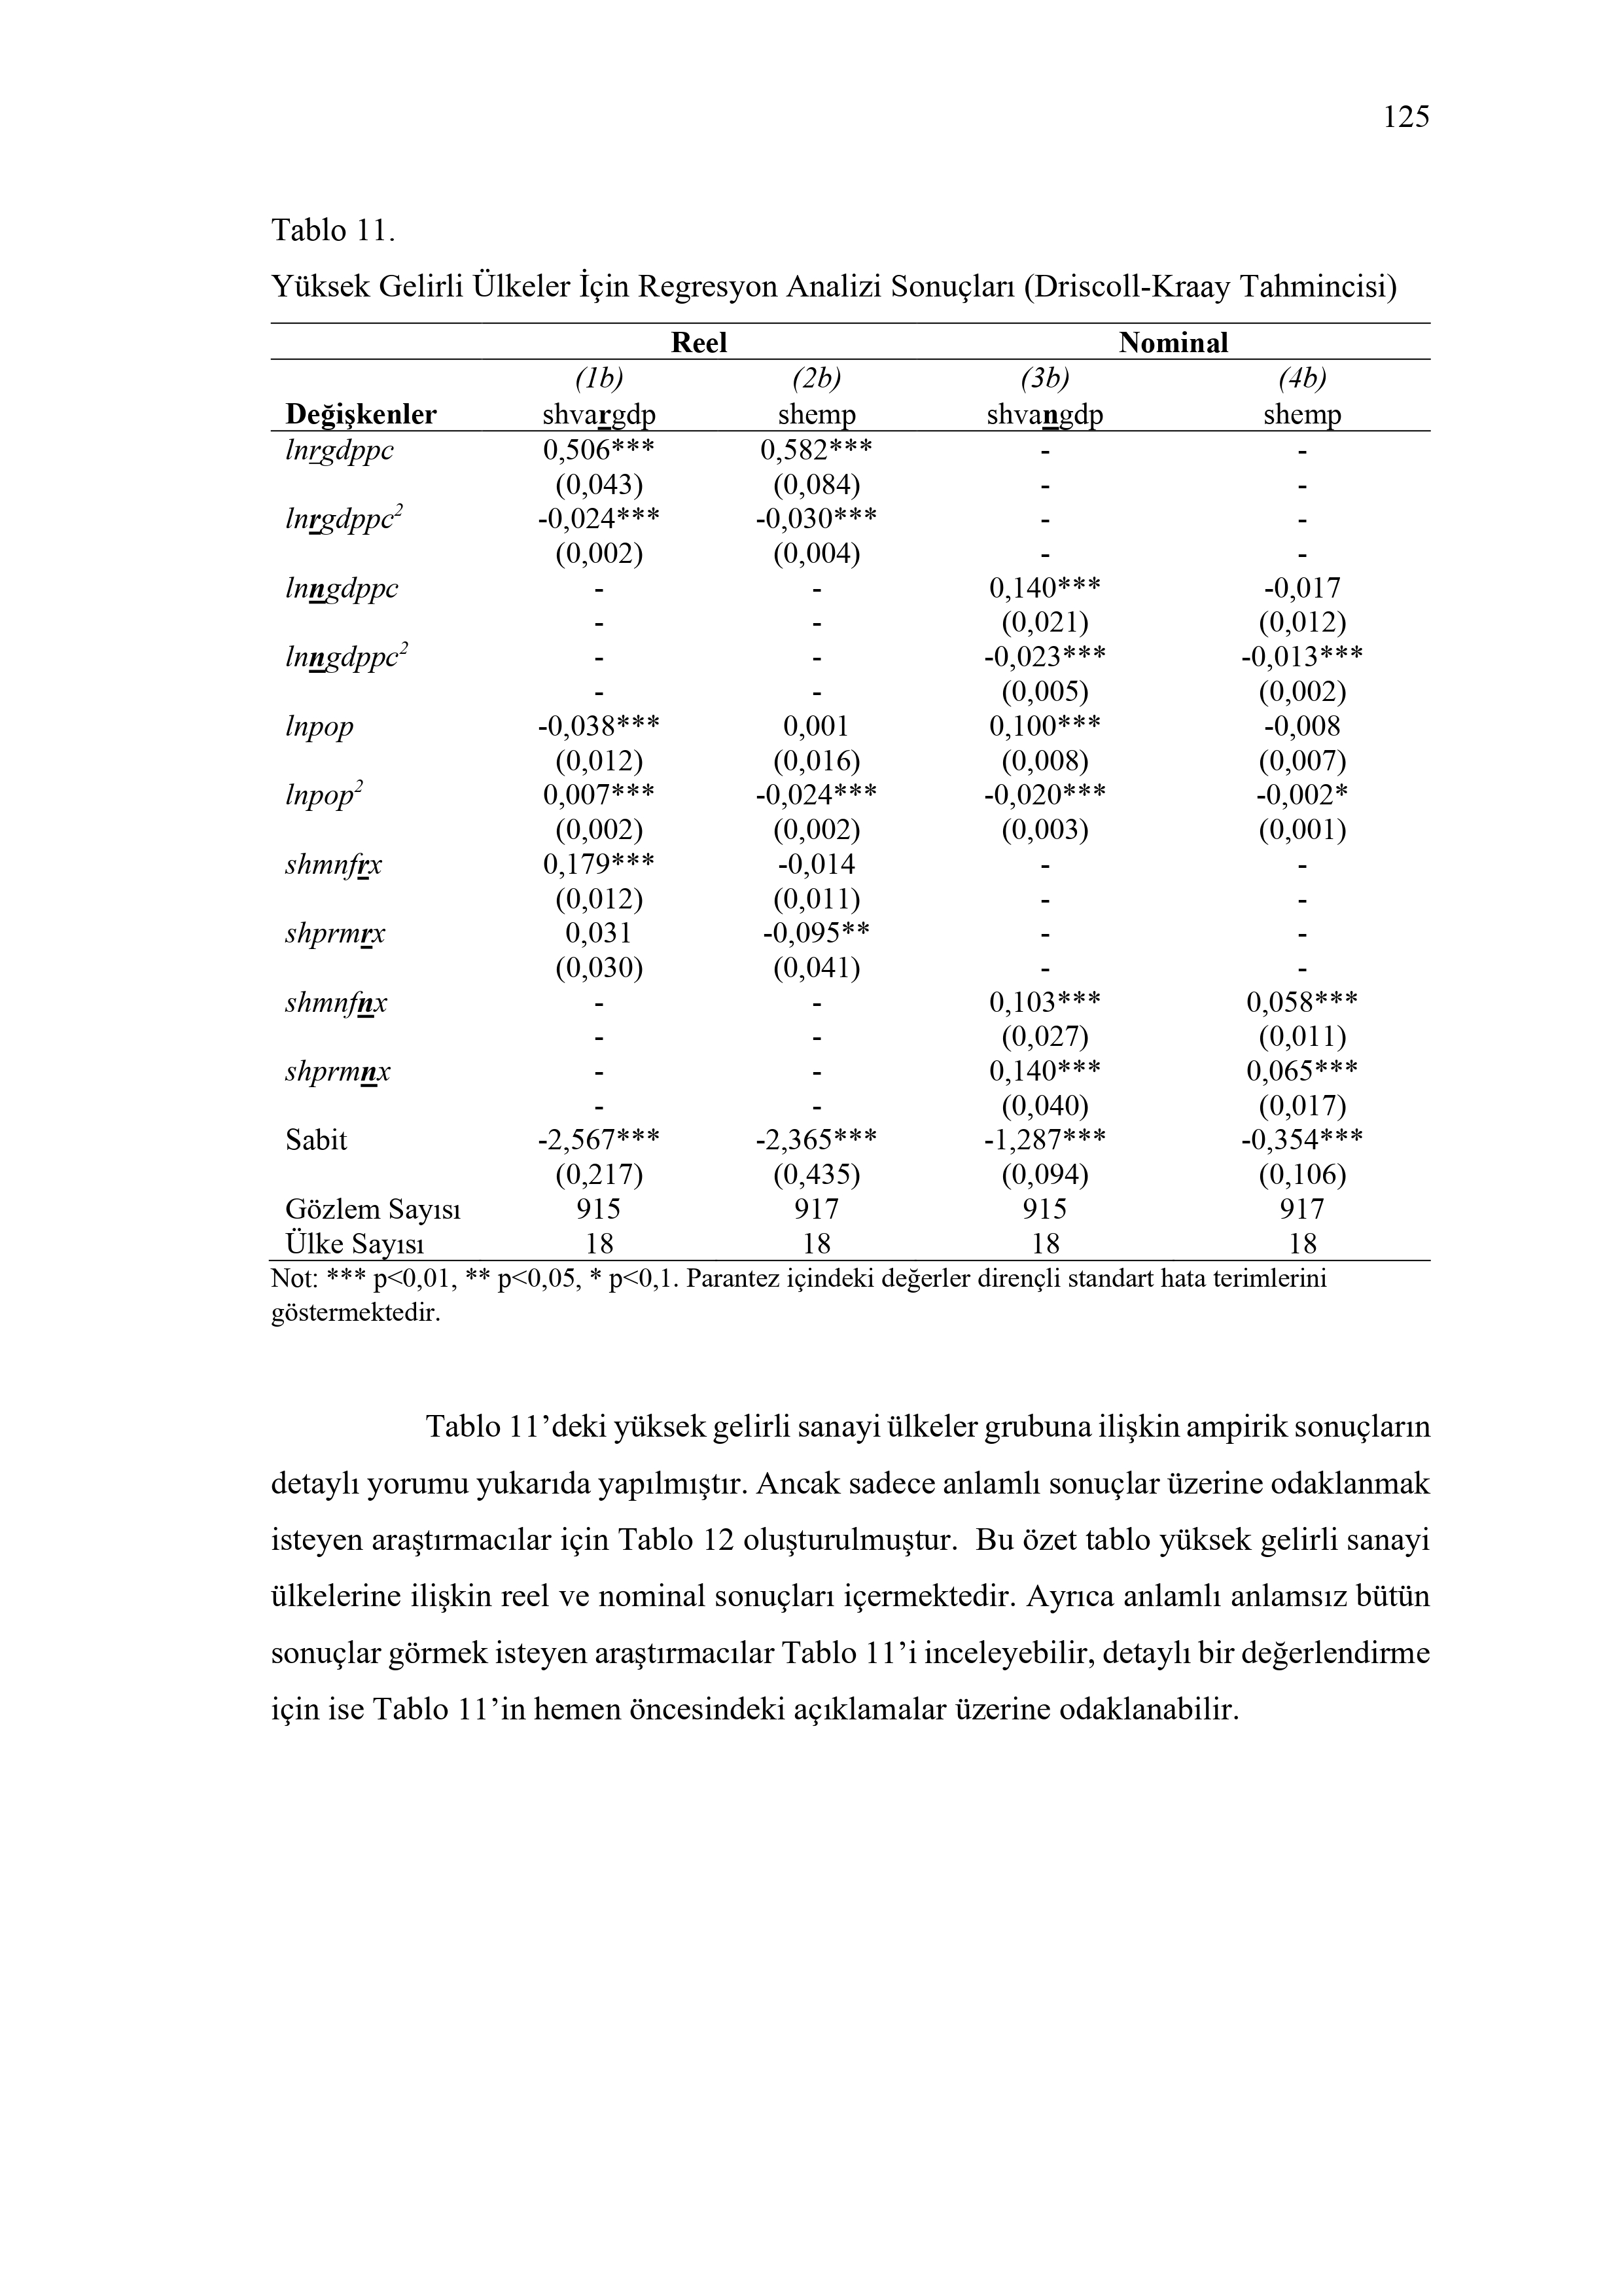 125
Tablo 11.
Yüksek Gelirli Ülkeler İçin Regresyon Analizi Sonuçları (Driscoll-Kraay Tahmincisi)
Reel Nominal
(1b) (2b) (3b) (4b)
Değişkenler shvargdp shemp shvangdp shemp
lnrgdppc 0,506*** 0,582*** - -
(0,043) (0,084) - -
lnrgdppc² -0,024*** -0,030*** - -
(0,002) (0,004) - -
lnngdppc - - 0,140*** -0,017
- - (0,021) (0,012)
lnngdppc² - - -0,023*** -0,013***
- - (0,005) (0,002)
lnpop -0,038*** 0,001 0,100*** -0,008
(0,012) (0,016) (0,008) (0,007)
lnpop² 0,007*** -0,024*** -0,020*** -0,002*
(0,002) (0,002) (0,003) (0,001)
shmnfrx 0,179*** -0,014 - -
(0,012) (0,011) - -
shprmrx 0,031 -0,095** - -
(0,030) (0,041) - -
shmnfnx - - 0,103*** 0,058***
- - (0,027) (0,011)
shprmnx - - 0,140*** 0,065***
- - (0,040) (0,017)
Sabit -2,567*** -2,365*** -1,287*** -0,354***
(0,217) (0,435) (0,094) (0,106)
Gözlem Sayısı 915 917 915 917
Ülke Sayısı 18 18 18 18
Not: *** p<0,01, ** p<0,05, * p<0,1. Parantez içindeki değerler dirençli standart hata terimlerini
göstermektedir.
Tablo 11’deki yüksek gelirli sanayi ülkeler grubuna ilişkin ampirik sonuçların
detaylı yorumu yukarıda yapılmıştır. Ancak sadece anlamlı sonuçlar üzerine odaklanmak
isteyen araştırmacılar için Tablo 12 oluşturulmuştur. Bu özet tablo yüksek gelirli sanayi
ülkelerine ilişkin reel ve nominal sonuçları içermektedir. Ayrıca anlamlı anlamsız bütün
sonuçlar görmek isteyen araştırmacılar Tablo 11’i inceleyebilir, detaylı bir değerlendirme
için ise Tablo 11’in hemen öncesindeki açıklamalar üzerine odaklanabilir.